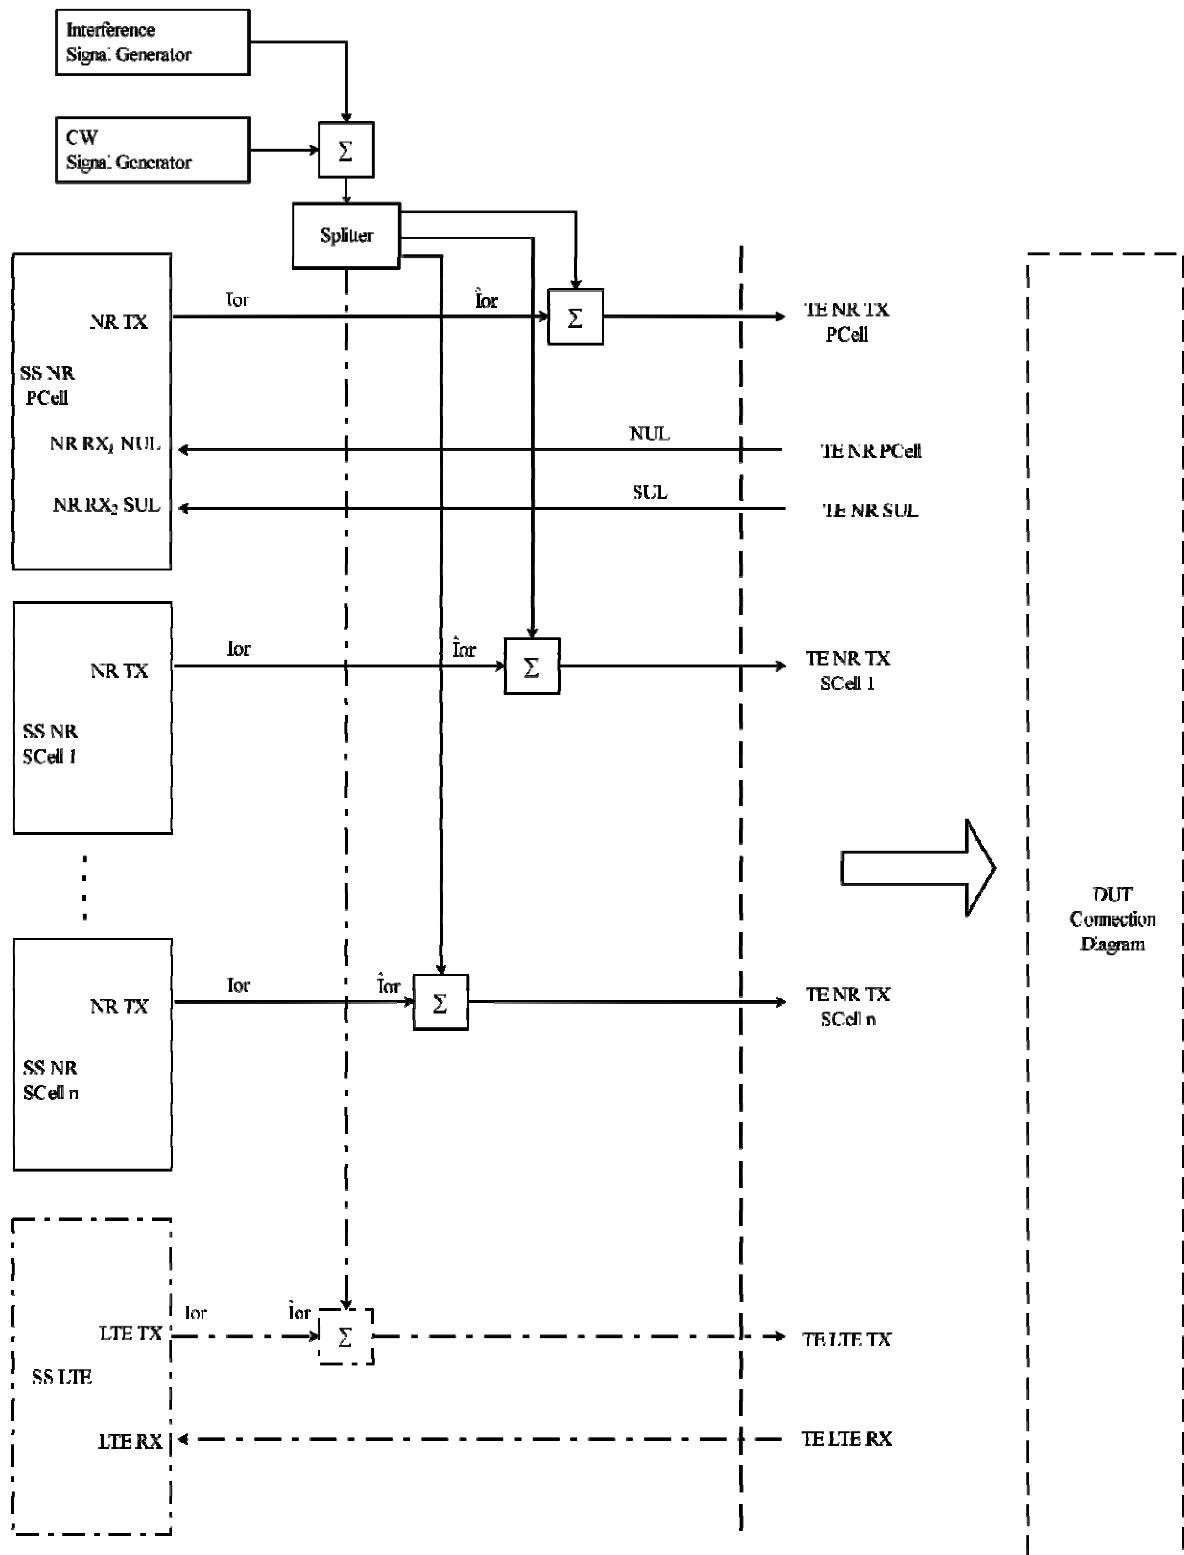 Interference
Signal Generator
CW
Signal Generator
Σ
Splitter
NR TX
Ior
Îor
Σ
TE NR TX
PCell
SS NR
PCell
NR RX₁ NUL
NUL
TE NR PCell
NR RX₂ SUL
SUL
TE NR SUL
NR TX
Ior
Îor
Σ
TE NR TX
SCell 1
SS NR
SCell 1
DUT
Connection
Diagram
NR TX
Ior
Îor
Σ
TE NR TX
SCell n
SS NR
SCell n
LTE TX
Ior
Îor
Σ
TE LTE TX
SS LTE
LTE RX
TE LTE RX